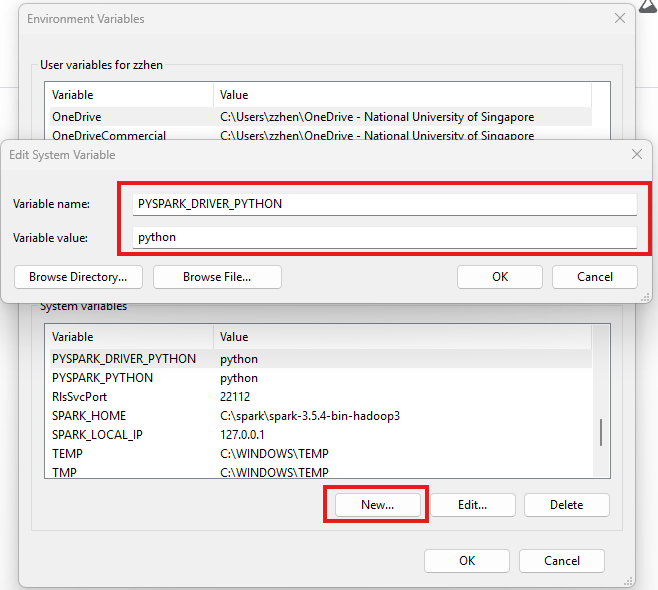 Environment Variables
User variables for zzhen
Variable Value
OneDrive C:\Users\zzhen\OneDrive - National University of Singapore
OneDriveCommercial C:\Users\zzhen\OneDrive - National University of Singapore
Edit System Variable
Variable name: PYSPARK_DRIVER_PYTHON
Variable value: python
Browse Directory... Browse File... OK Cancel
System variables
Variable Value
PYSPARK_DRIVER_PYTHON python
PYSPARK_PYTHON python
RlsSvcPort 22112
SPARK_HOME C:\spark\spark-3.5.4-bin-hadoop3
SPARK_LOCAL_IP 127.0.0.1
TEMP C:\WINDOWS\TEMP
TMP C:\WINDOWS\TEMP
New... Edit... Delete
OK Cancel